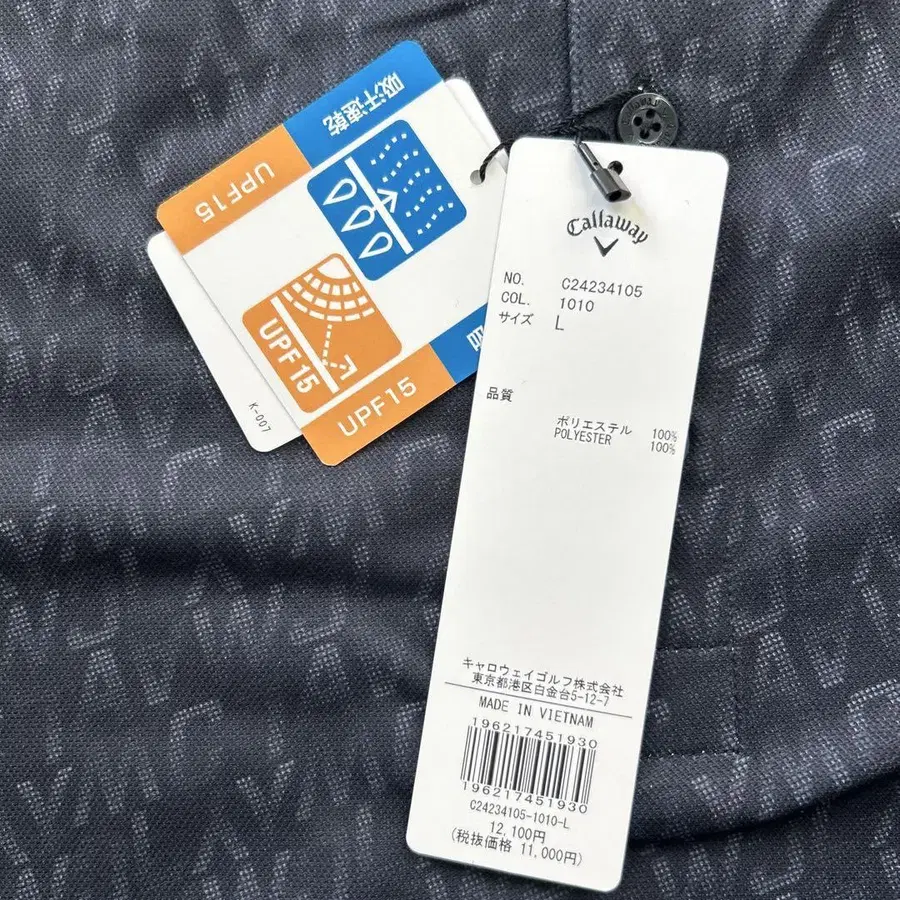 吸汗速乾
UPF15
UPF15
UPF15
K-007
Callaway
NO. C24234105
COL. 1010
サイズ L
品質
ポリエステル 100%
POLYESTER 100%
キャロウェイゴルフ株式会社
東京都港区白金台5-12-7
MADE IN VIETNAM
196217451930
196217451930
C24234105-1010-L
12,100円
(税抜価格 11,000円)